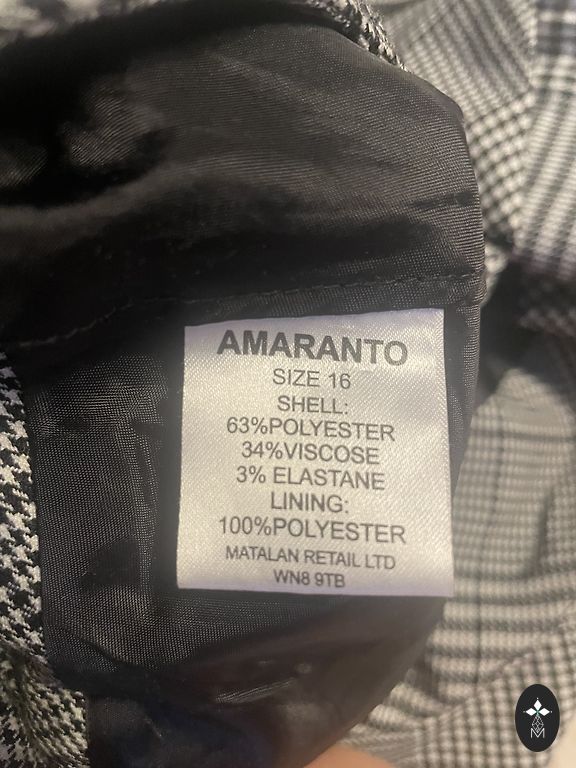 AMARANTO
SIZE 16
SHELL:
63%POLYESTER
34%VISCOSE
3% ELASTANE
LINING:
100%POLYESTER
MATALAN RETAIL LTD
WN8 9TB
M